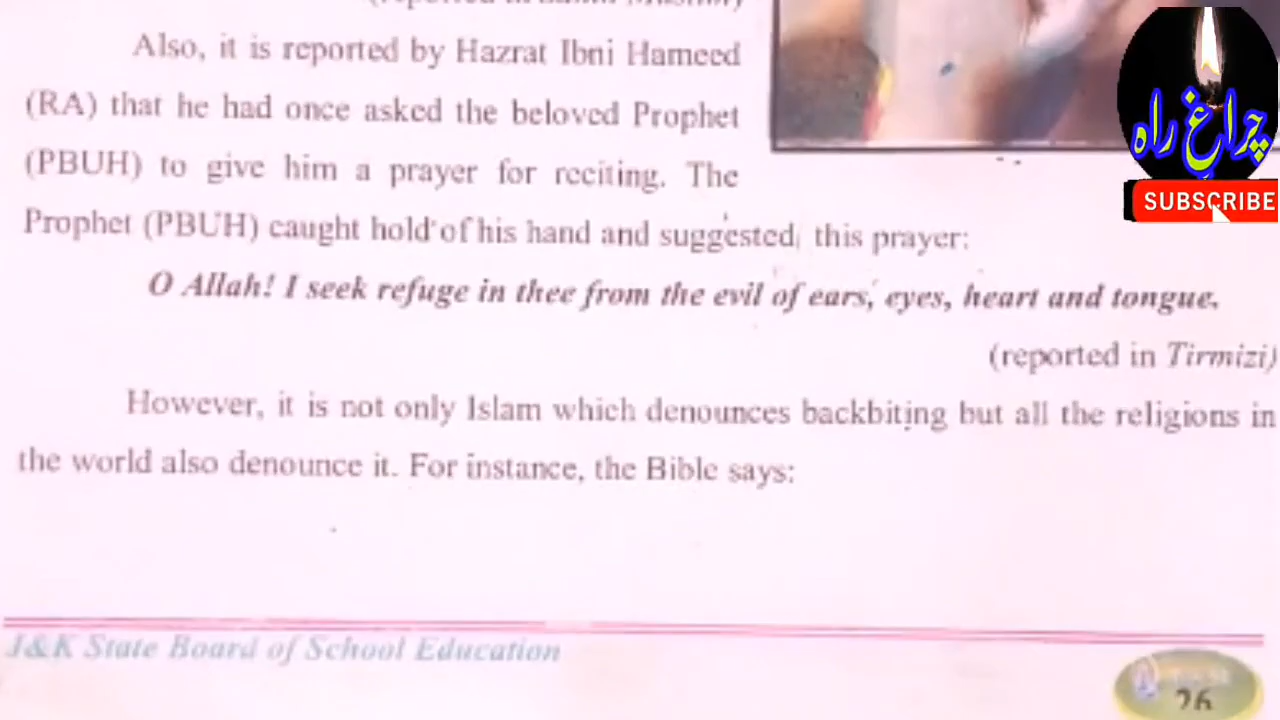 (reported in Sahih Muslim)
Also, it is reported by Hazrat Ibni Hameed
(RA) that he had once asked the beloved Prophet
(PBUH) to give him a prayer for reciting. The
Prophet (PBUH) caught hold of his hand and suggested, this prayer:
O Allah! I seek refuge in thee from the evil of ears, eyes, heart and tongue.
(reported in Tirmizi)
However, it is not only Islam which denounces backbiting but all the religions in
the world also denounce it. For instance, the Bible says:
J&K State Board of School Education
26
چراغ راہ
SUBSCRIBE